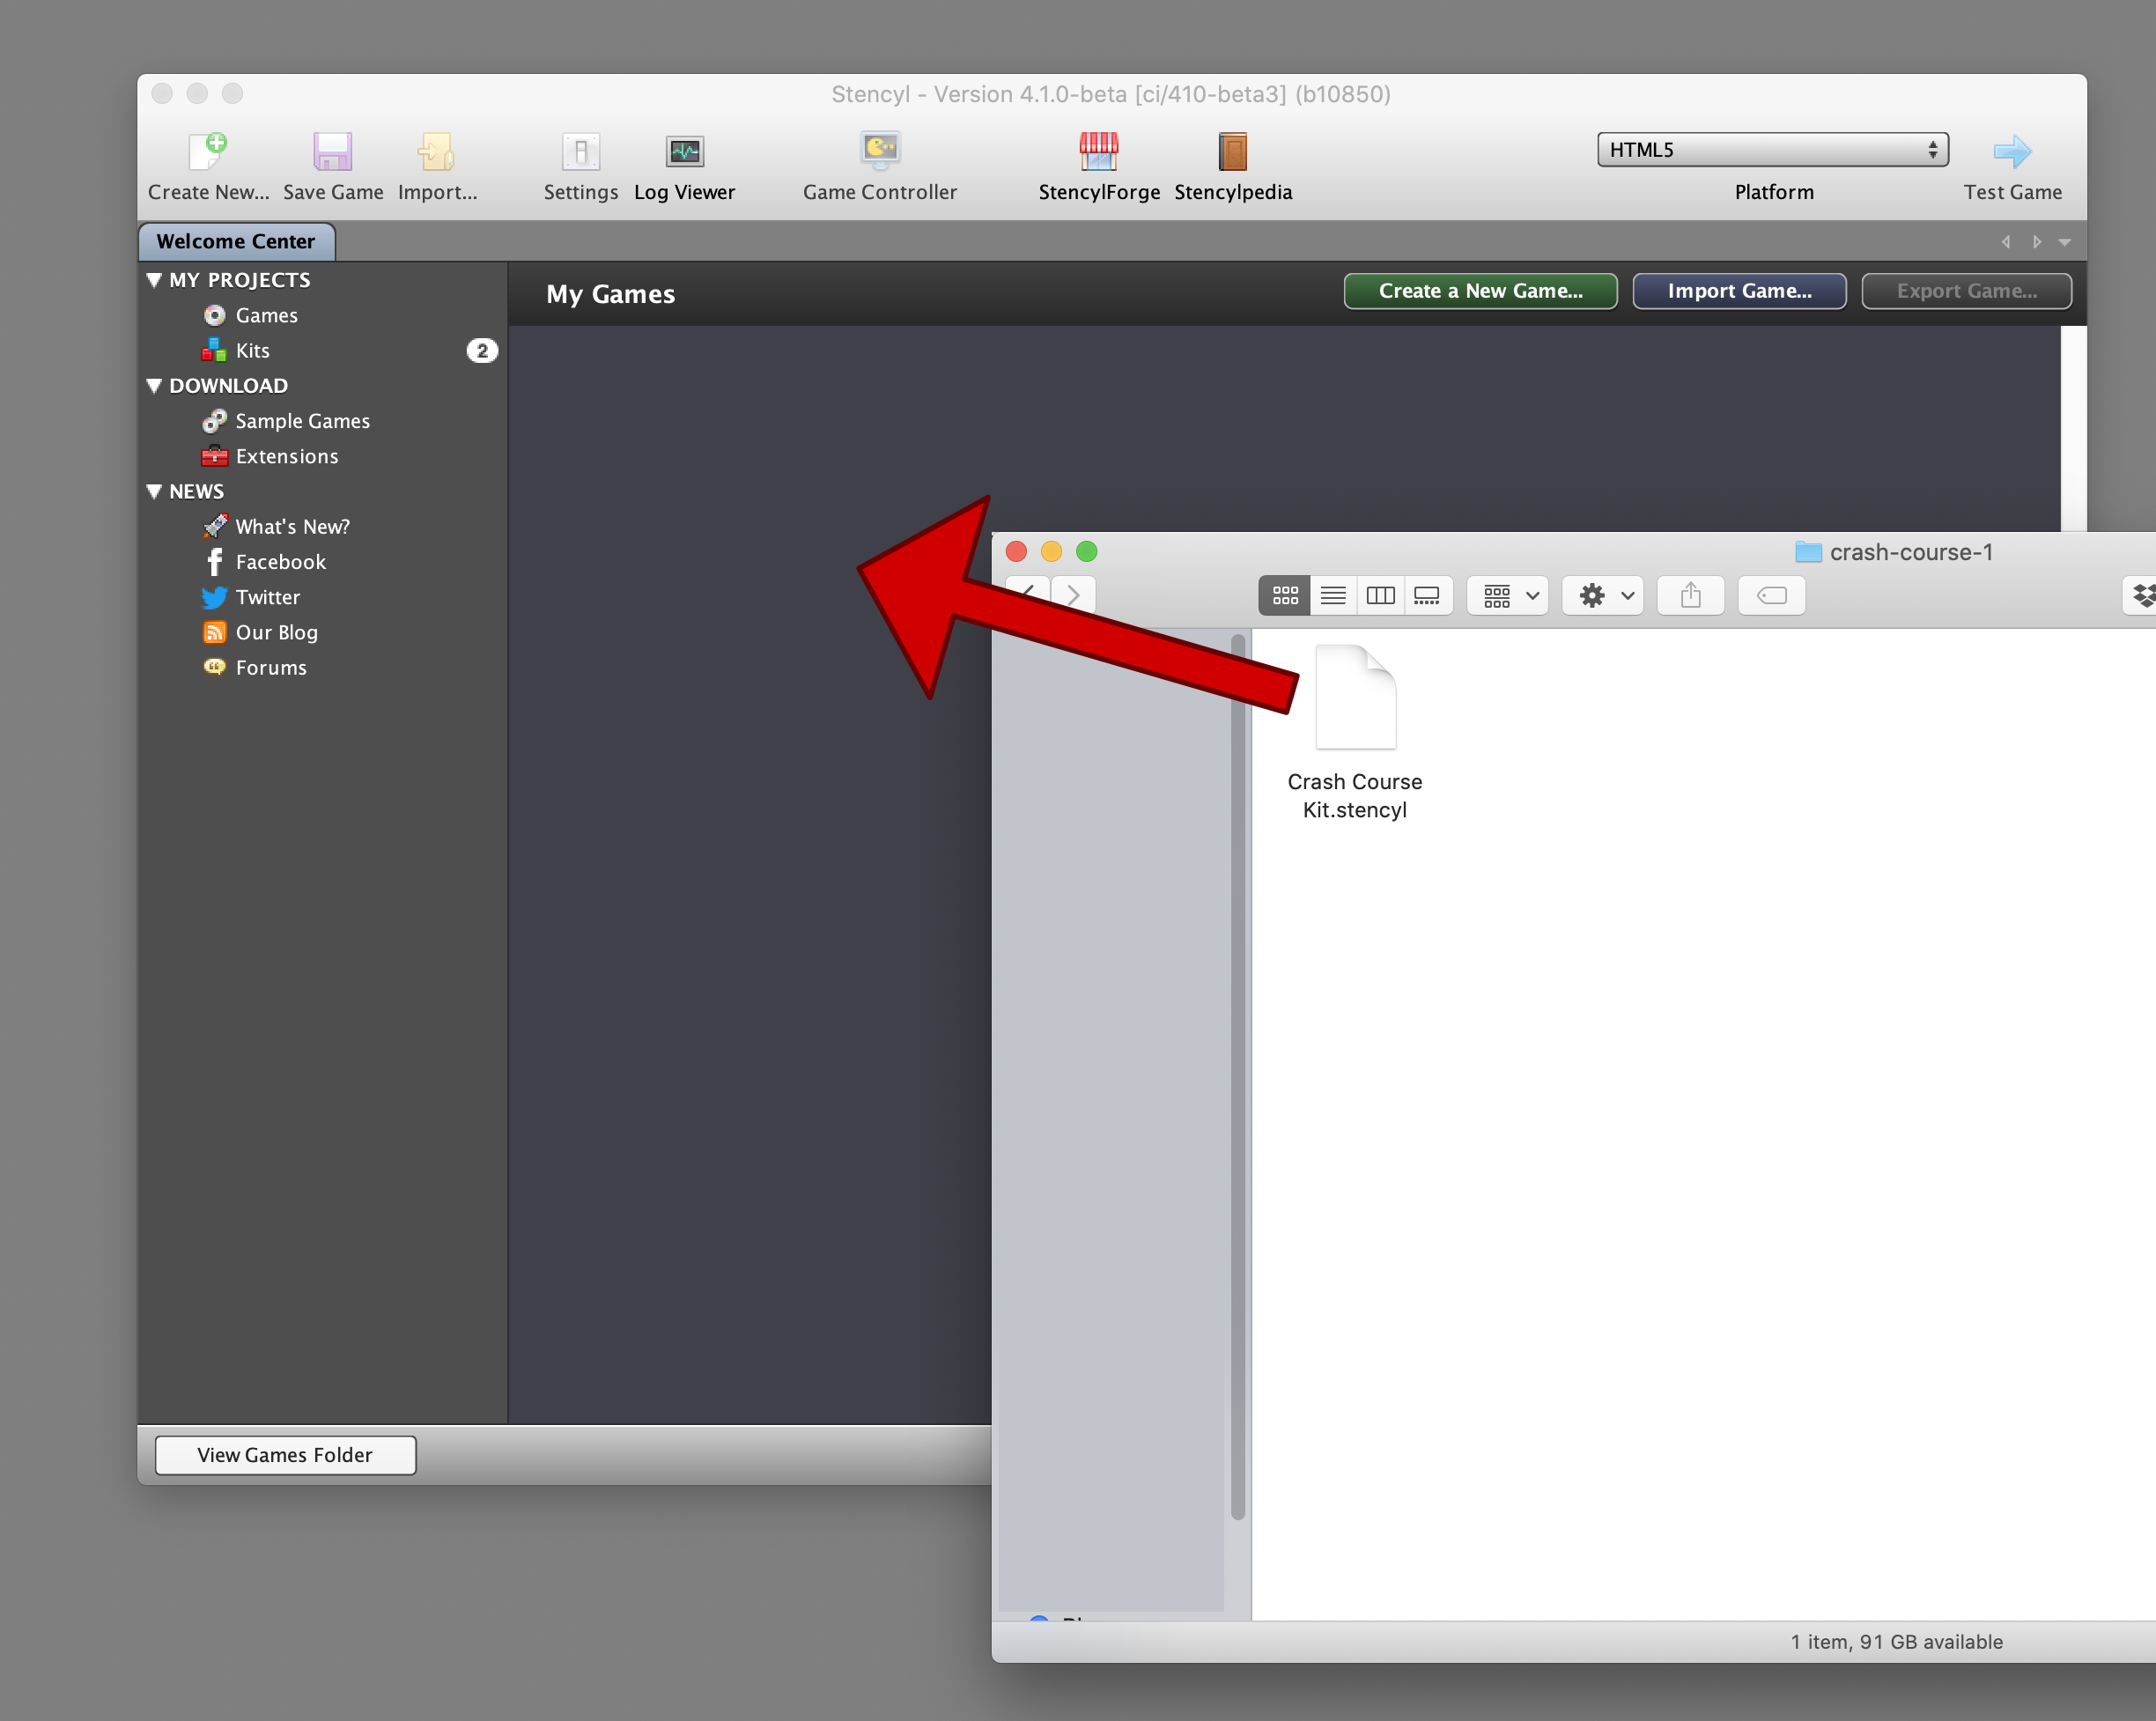 Stencyl - Version 4.1.0-beta [ci/410-beta3] (b10850)
Create New...
Save Game
Import...
Settings
Log Viewer
Game Controller
StencylForge
Stencylpedia
HTML5
Platform
Test Game
Welcome Center
MY PROJECTS
Games
Kits
2
DOWNLOAD
Sample Games
Extensions
NEWS
What's New?
Facebook
Twitter
Our Blog
Forums
My Games
Create a New Game...
Import Game...
Export Game...
crash-course-1
Crash Course
Kit.stencyl
View Games Folder
1 item, 91 GB available